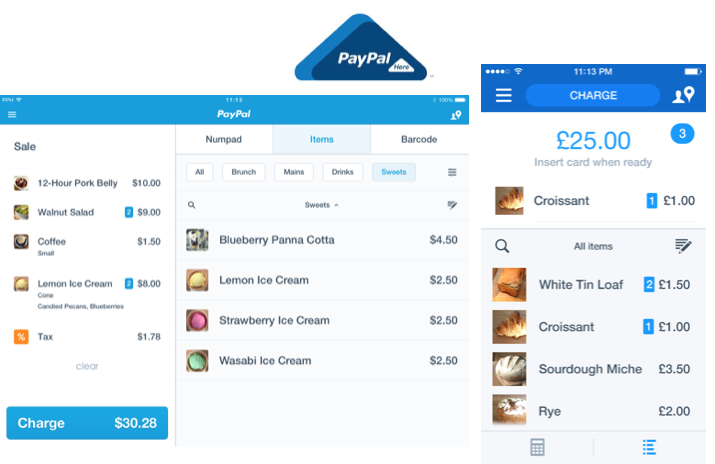 PayPal
Here
PPH
11:13
100%
PayPal
Sale
12-Hour Pork Belly $10.00
Walnut Salad 2 $9.00
Coffee $1.50
Small
Lemon Ice Cream 2 $8.00
Cone
Candied Pecans, Blueberries
% Tax $1.78
clear
Charge $30.28
Numpad Items Barcode
All Brunch Mains Drinks Sweets
Sweets
Blueberry Panna Cotta $4.50
Lemon Ice Cream $2.50
Strawberry Ice Cream $2.50
Wasabi Ice Cream $2.50
11:13 PM
CHARGE
£25.00 3
Insert card when ready
Croissant 1 £1.00
All items
White Tin Loaf 2 £1.50
Croissant 1 £1.00
Sourdough Miche £3.50
Rye £2.00